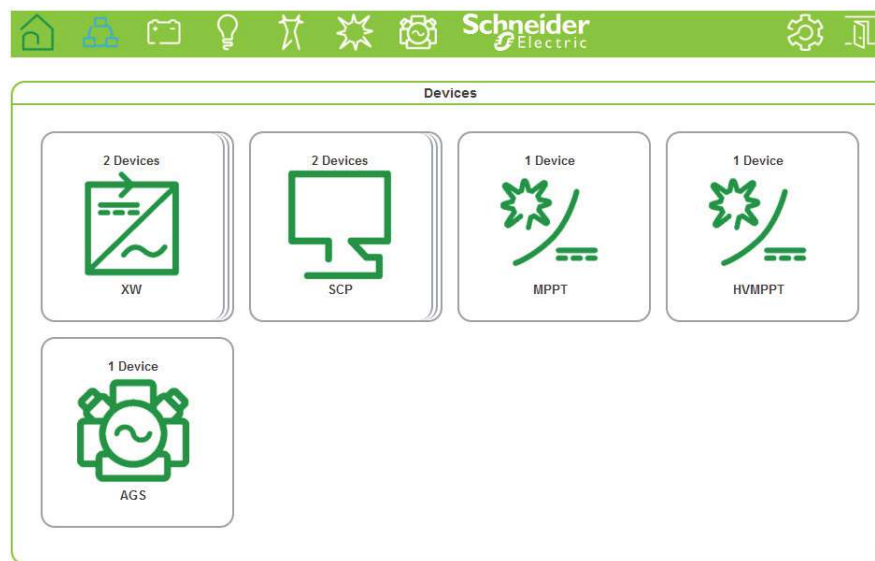 Schneider
Electric
Devices
2 Devices
XW
2 Devices
SCP
1 Device
MPPT
1 Device
HVMPPT
1 Device
AGS